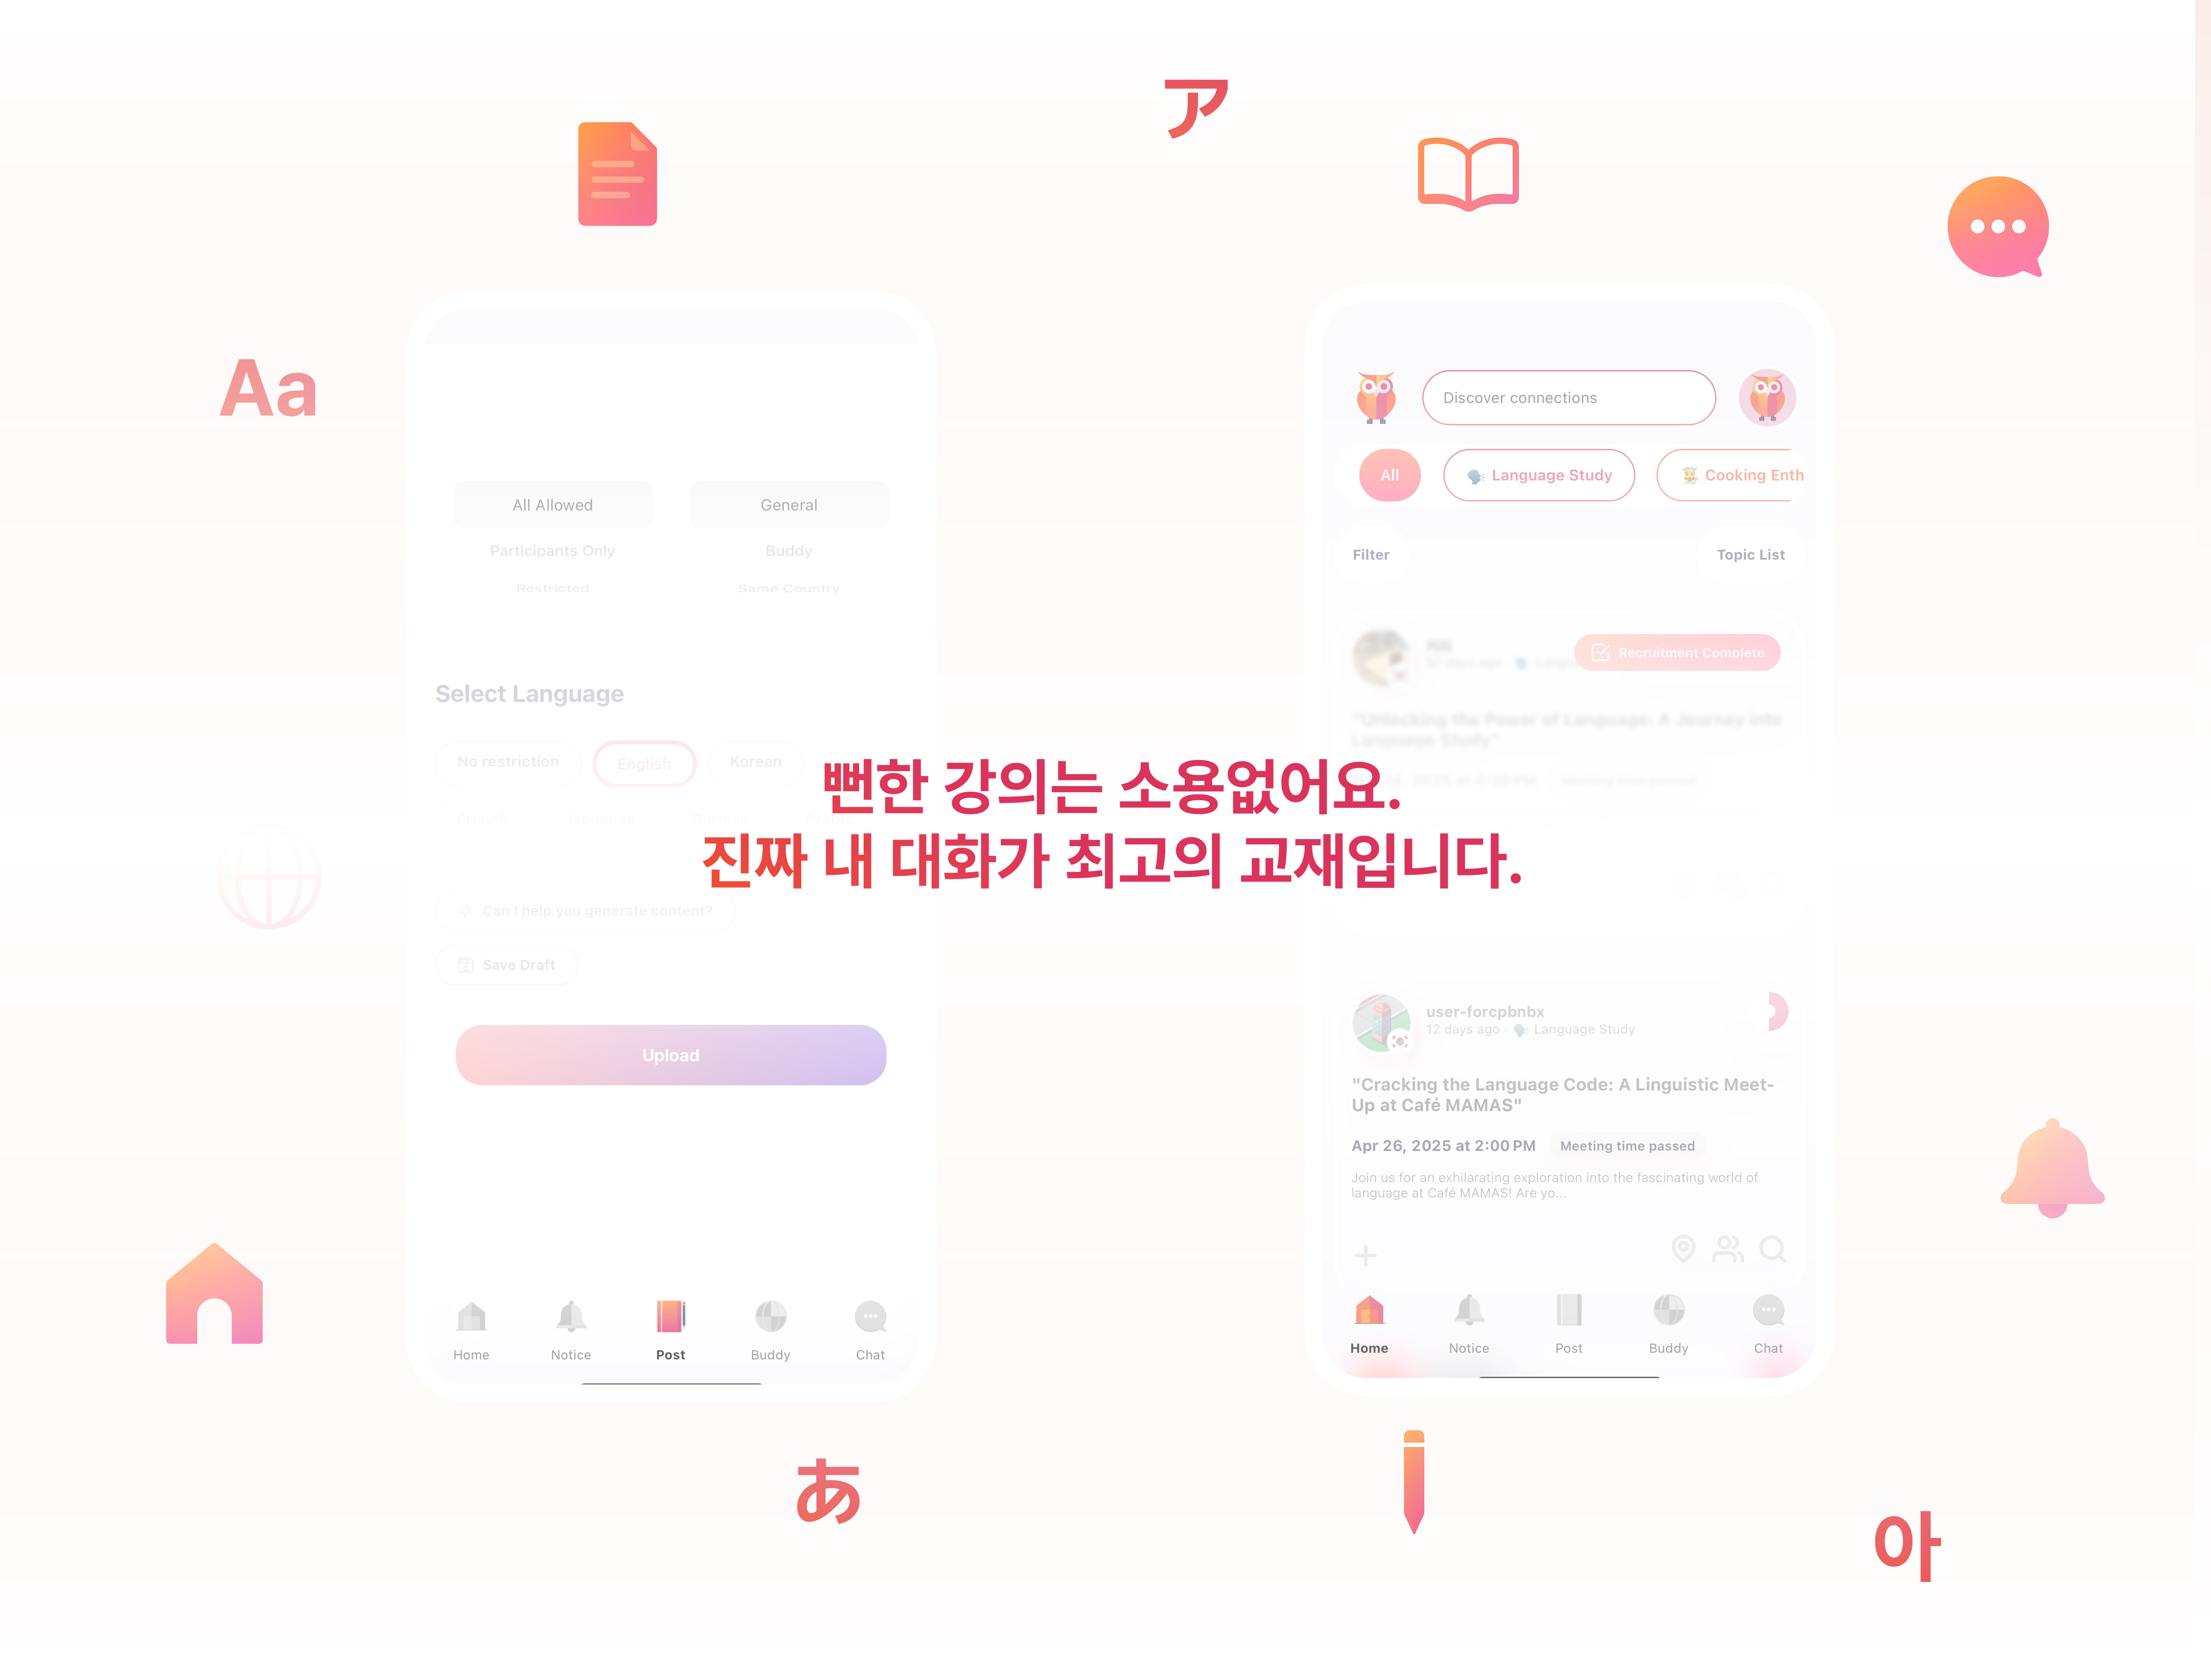 ア
Aa
Discover connections
All
Language Study
Cooking Enth
All Allowed
General
Participants Only
Buddy
Restricted
Same Country
Filter
Topic List
Recruitment Complete
Select Language
"Unlocking the Power of Language: A Journey into
Language Study"
No restriction
English
Korean
Meeting time passed
뻔한 강의는 소용없어요.
진짜 내 대화가 최고의 교재입니다.
French
Japanese
German
Can I help you generate content?
Save Draft
Upload
user-forcpbnbx
12 days ago · Language Study
"Cracking the Language Code: A Linguistic Meet-
Up at Café MAMAS"
Apr 26, 2025 at 2:00 PM
Meeting time passed
Join us for an exhilarating exploration into the fascinating world of
language at Café MAMAS! Are yo...
Home
Notice
Post
Buddy
Chat
Home
Notice
Post
Buddy
Chat
あ
아